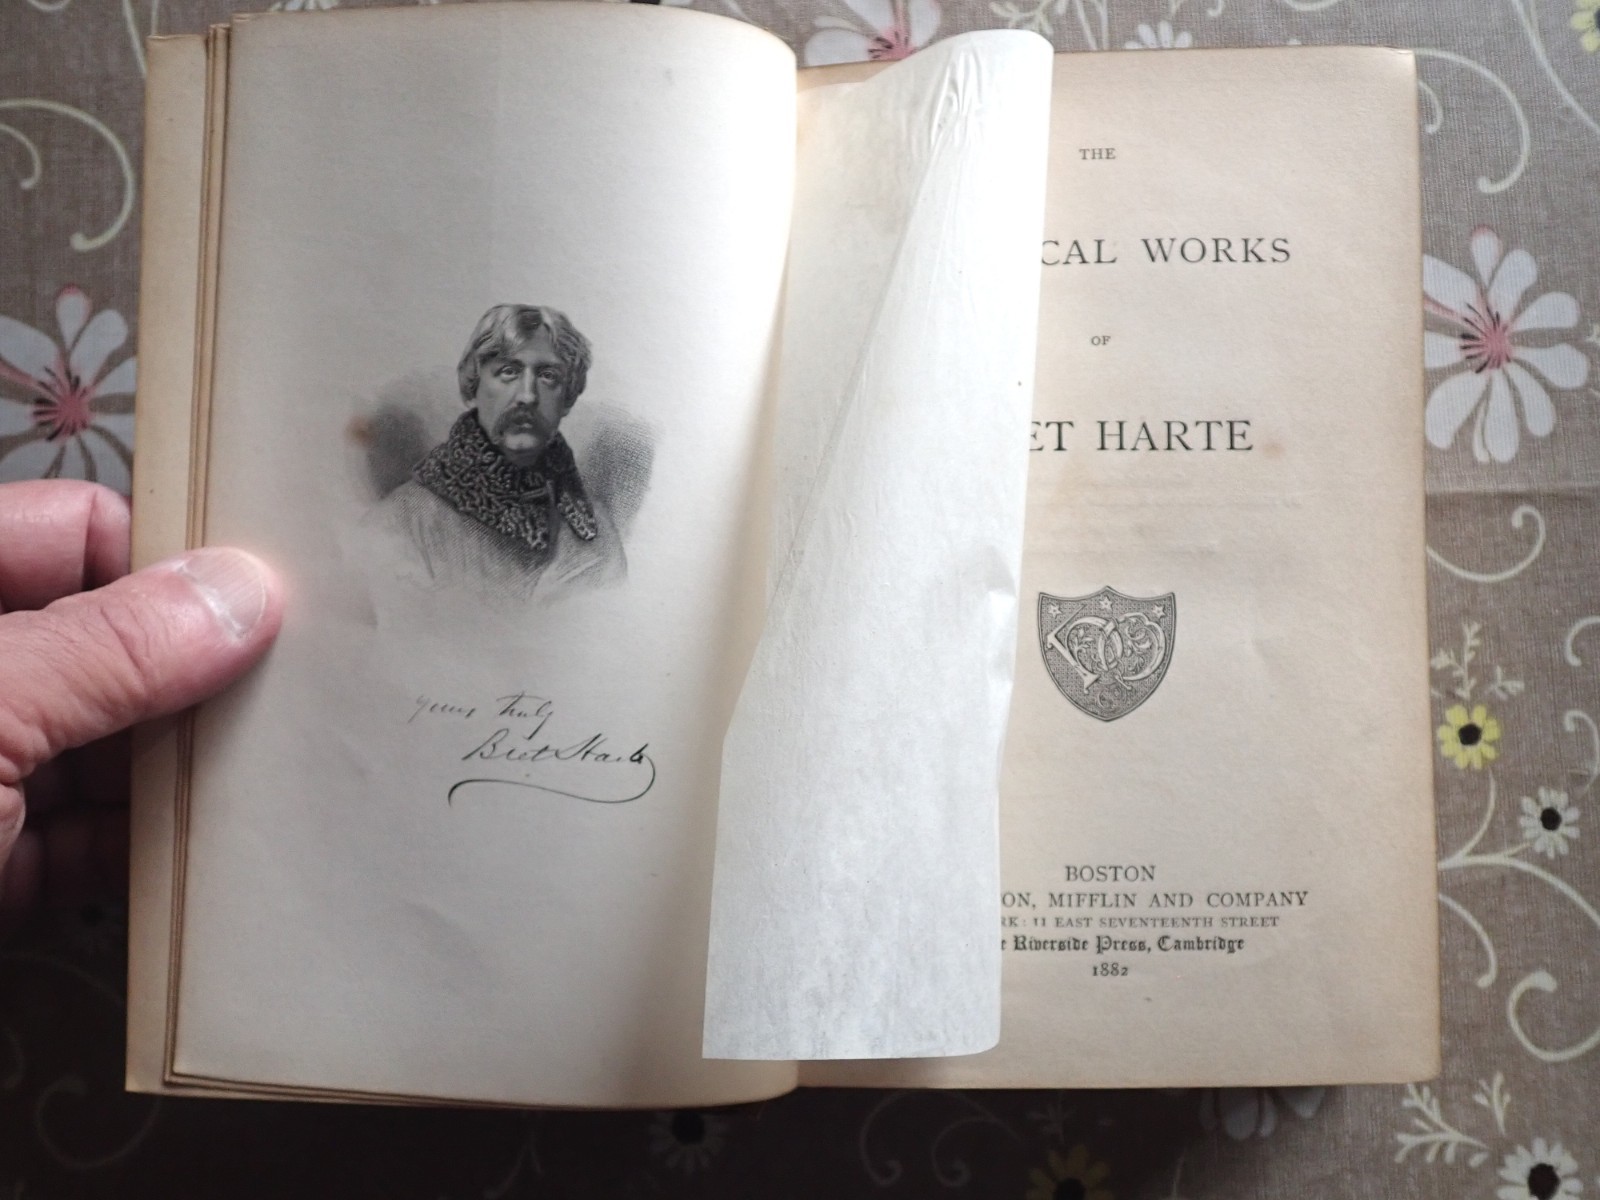 Yours truly
Bret Harte
THE
CAL WORKS
OF
ET HARTE
BOSTON
ON, MIFFLIN AND COMPANY
RK: 11 EAST SEVENTEENTH STREET
e Riverside Press, Cambridge
1882